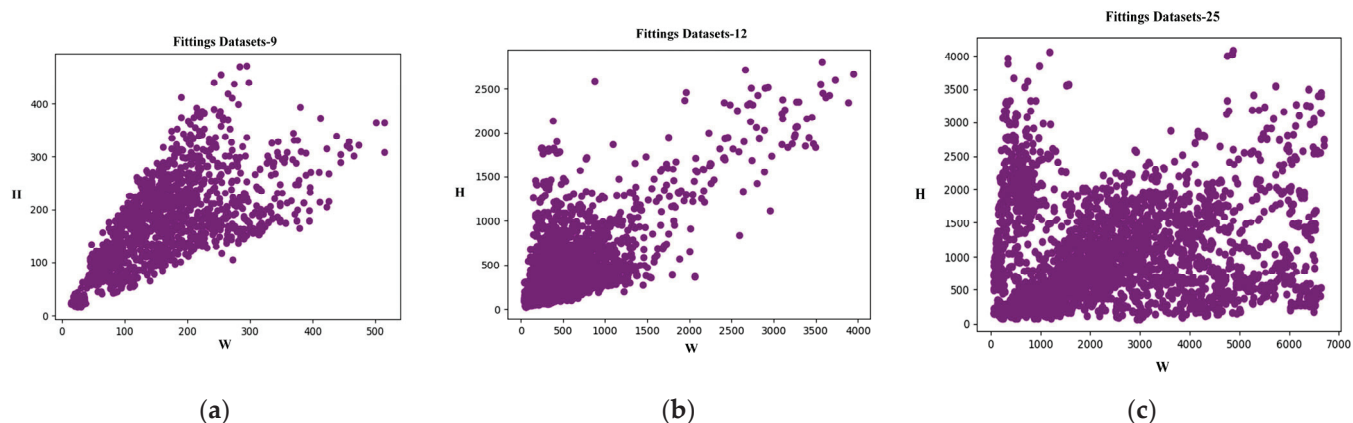 Fittings Datasets-9
400
300
200
100
0
H
0 100 200 300 400 500
W
(a)
Fittings Datasets-12
2500
2000
1500
1000
500
0
H
0 500 1000 1500 2000 2500 3000 3500 4000
W
(b)
Fittings Datasets-25
4000
3500
3000
2500
2000
1500
1000
500
0
H
0 1000 2000 3000 4000 5000 6000 7000
W
(c)